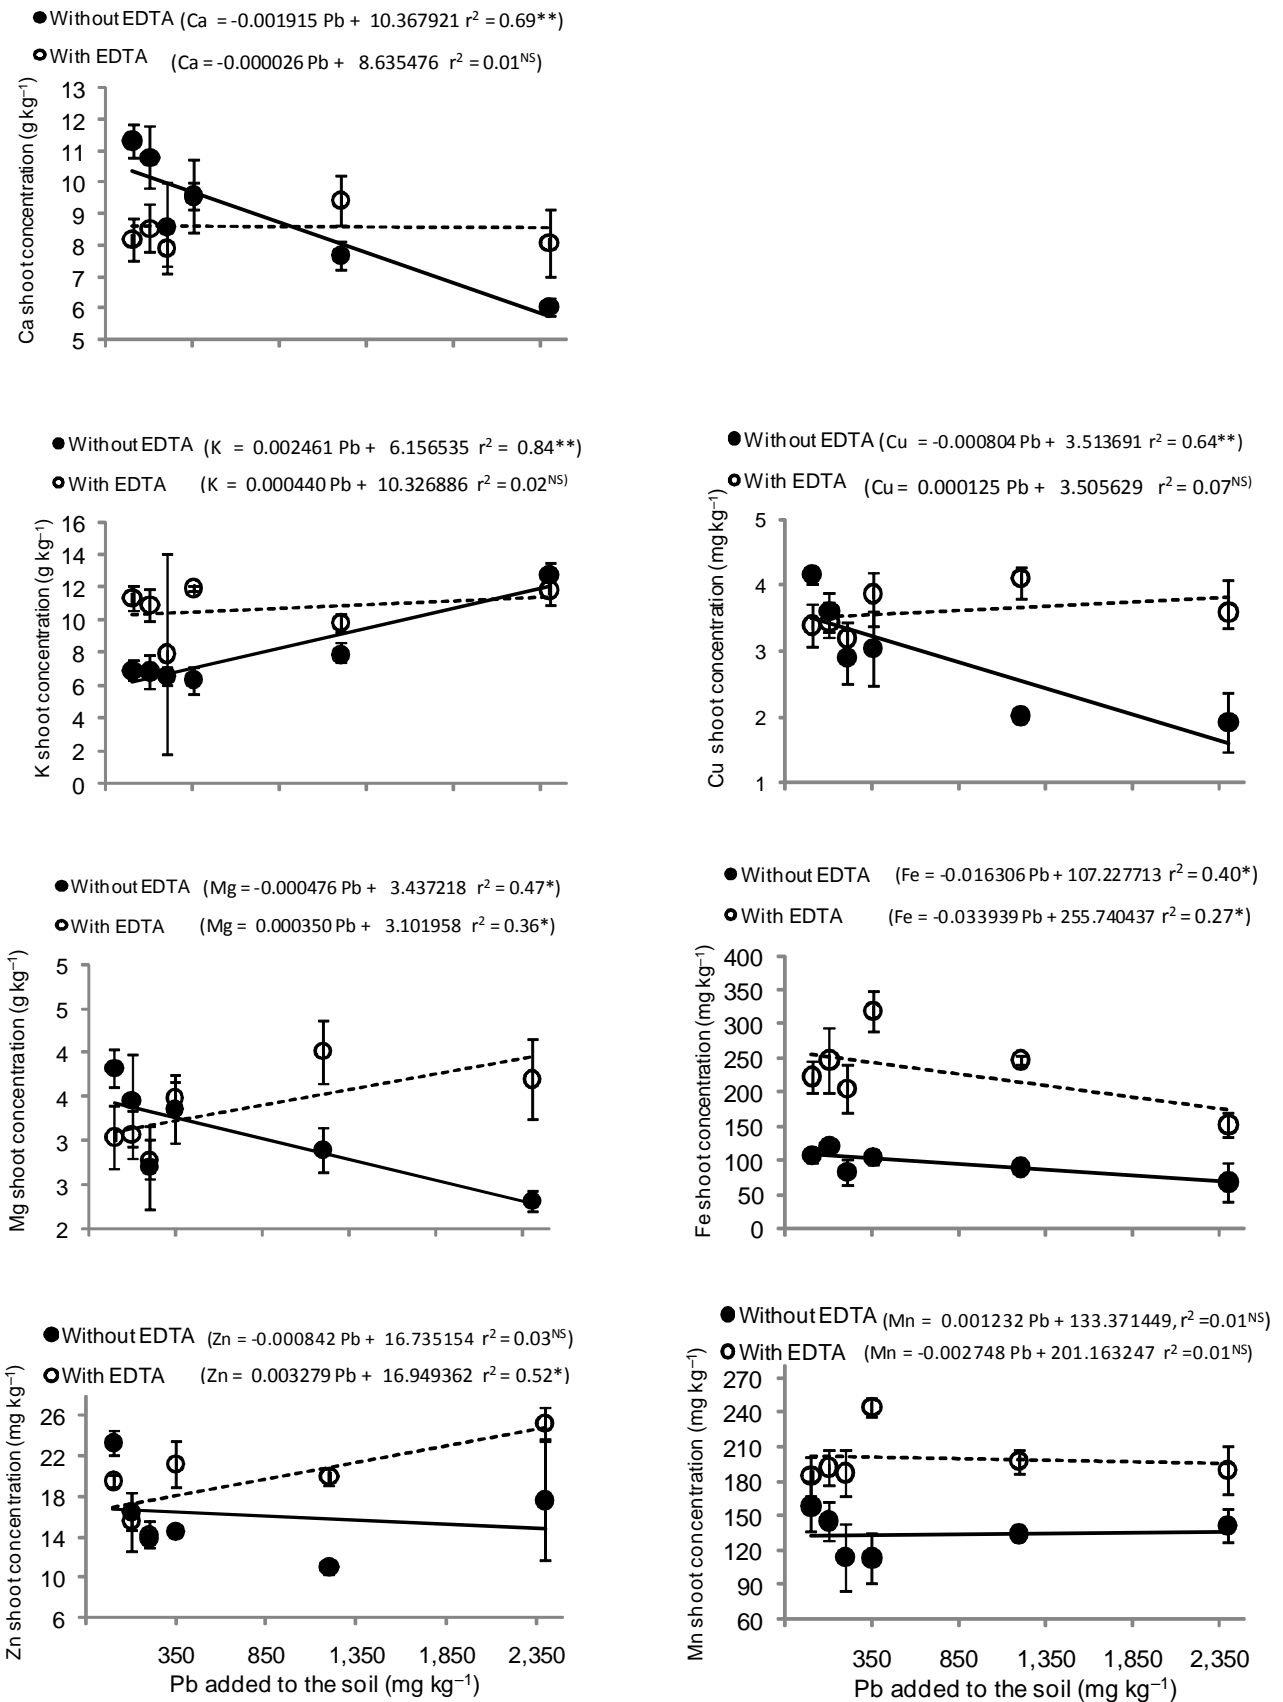 Without EDTA (Ca = -0.001915 Pb + 10.367921 r² = 0.69**)
With EDTA (Ca = -0.000026 Pb + 8.635476 r² = 0.01ᴺˢ)
Ca shoot concentration (g kg⁻¹)
13
12
11
10
9
8
7
6
5
Without EDTA (K = 0.002461 Pb + 6.156535 r² = 0.84**)
With EDTA (K = 0.000440 Pb + 10.326886 r² = 0.02ᴺˢ)
K shoot concentration (g kg⁻¹)
16
14
12
10
8
6
4
2
0
Without EDTA (Cu = -0.000804 Pb + 3.513691 r² = 0.64**)
With EDTA (Cu = 0.000125 Pb + 3.505629 r² = 0.07ᴺˢ)
Cu shoot concentration (mg kg⁻¹)
5
4
3
2
1
Without EDTA (Mg = -0.000476 Pb + 3.437218 r² = 0.47*)
With EDTA (Mg = 0.000350 Pb + 3.101958 r² = 0.36*)
Mg shoot concentration (g kg⁻¹)
5
5
4
4
3
3
2
Without EDTA (Fe = -0.016306 Pb + 107.227713 r² = 0.40*)
With EDTA (Fe = -0.033939 Pb + 255.740437 r² = 0.27*)
Fe shoot concentration (mg kg⁻¹)
400
350
300
250
200
150
100
50
0
Without EDTA (Zn = -0.000842 Pb + 16.735154 r² = 0.03ᴺˢ)
With EDTA (Zn = 0.003279 Pb + 16.949362 r² = 0.52*)
Zn shoot concentration (mg kg⁻¹)
26
22
18
14
10
6
350 850 1,350 1,850 2,350
Pb added to the soil (mg kg⁻¹)
Without EDTA (Mn = 0.001232 Pb + 133.371449, r² =0.01ᴺˢ)
With EDTA (Mn = -0.002748 Pb + 201.163247 r² =0.01ᴺˢ)
Mn shoot concentration (mg kg⁻¹)
270
240
210
180
150
120
90
60
350 850 1,350 1,850 2,350
Pb added to the soil (mg kg⁻¹)